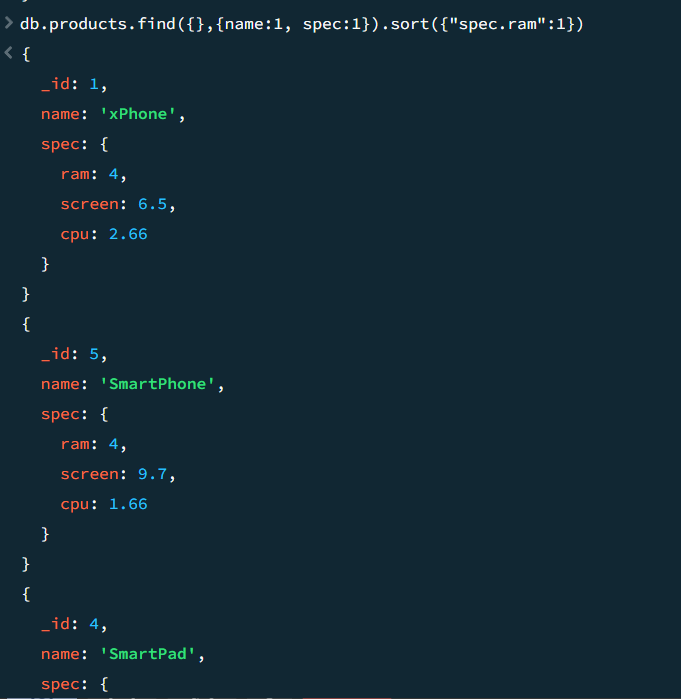 db.products.find({},{name:1, spec:1}).sort({"spec.ram":1})
{
_id: 1,
name: 'xPhone',
spec: {
ram: 4,
screen: 6.5,
cpu: 2.66
}
}
{
_id: 5,
name: 'SmartPhone',
spec: {
ram: 4,
screen: 9.7,
cpu: 1.66
}
}
{
_id: 4,
name: 'SmartPad',
spec: {